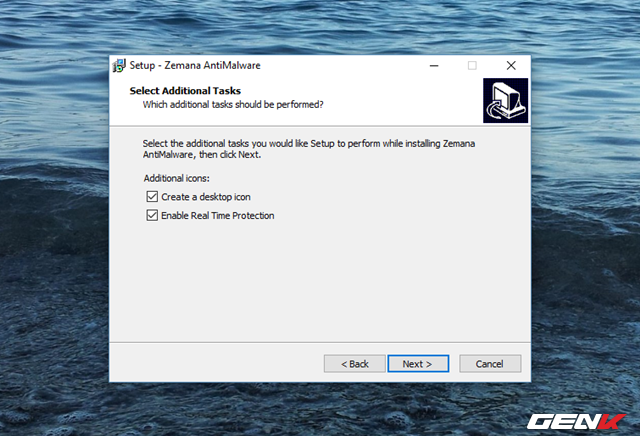 Setup - Zemana AntiMalware
Select Additional Tasks
Which additional tasks should be performed?
Select the additional tasks you would like Setup to perform while installing Zemana
AntiMalware, then click Next.
Additional icons:
Create a desktop icon
Enable Real Time Protection
< Back Next > Cancel
GENK